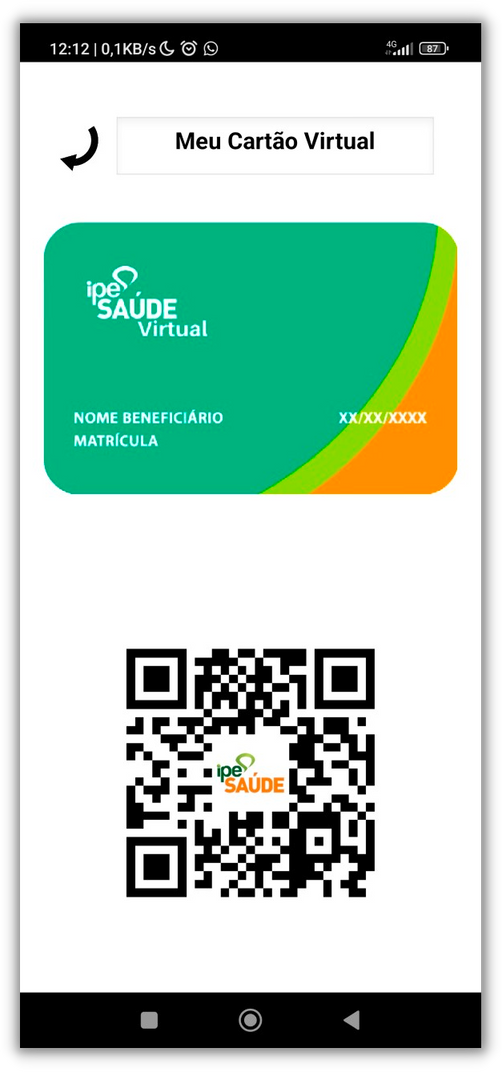 12:12 | 0,1KB/s
4G
87
Meu Cartão Virtual
ipe
SAÚDE
Virtual
NOME BENEFICIÁRIO
XX/XX/XXXX
MATRÍCULA
ipe
SAÚDE